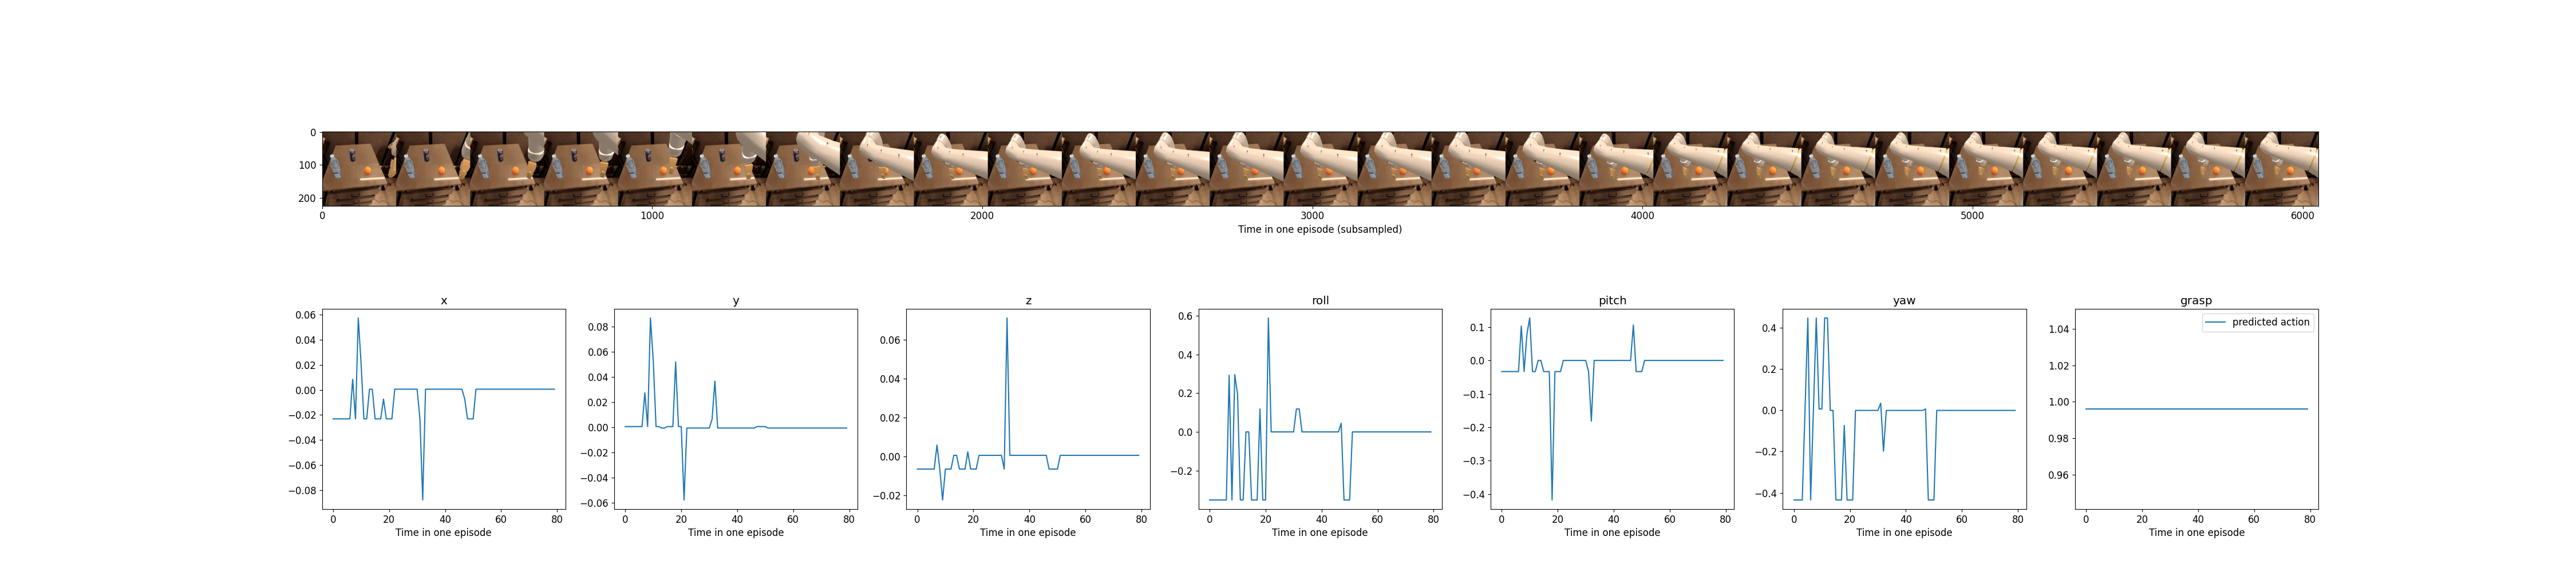 0
100
200
0 1000 2000 3000 4000 5000 6000
Time in one episode (subsampled)
x
0.06
0.04
0.02
0.00
−0.02
−0.04
−0.06
−0.08
0 20 40 60 80
Time in one episode
y
0.08
0.06
0.04
0.02
0.00
−0.02
−0.04
−0.06
0 20 40 60 80
Time in one episode
z
0.06
0.04
0.02
0.00
−0.02
0 20 40 60 80
Time in one episode
roll
0.6
0.4
0.2
0.0
−0.2
0 20 40 60 80
Time in one episode
pitch
0.1
0.0
−0.1
−0.2
−0.3
−0.4
0 20 40 60 80
Time in one episode
yaw
0.4
0.2
0.0
−0.2
−0.4
0 20 40 60 80
Time in one episode
grasp
predicted action
1.04
1.02
1.00
0.98
0.96
0 20 40 60 80
Time in one episode